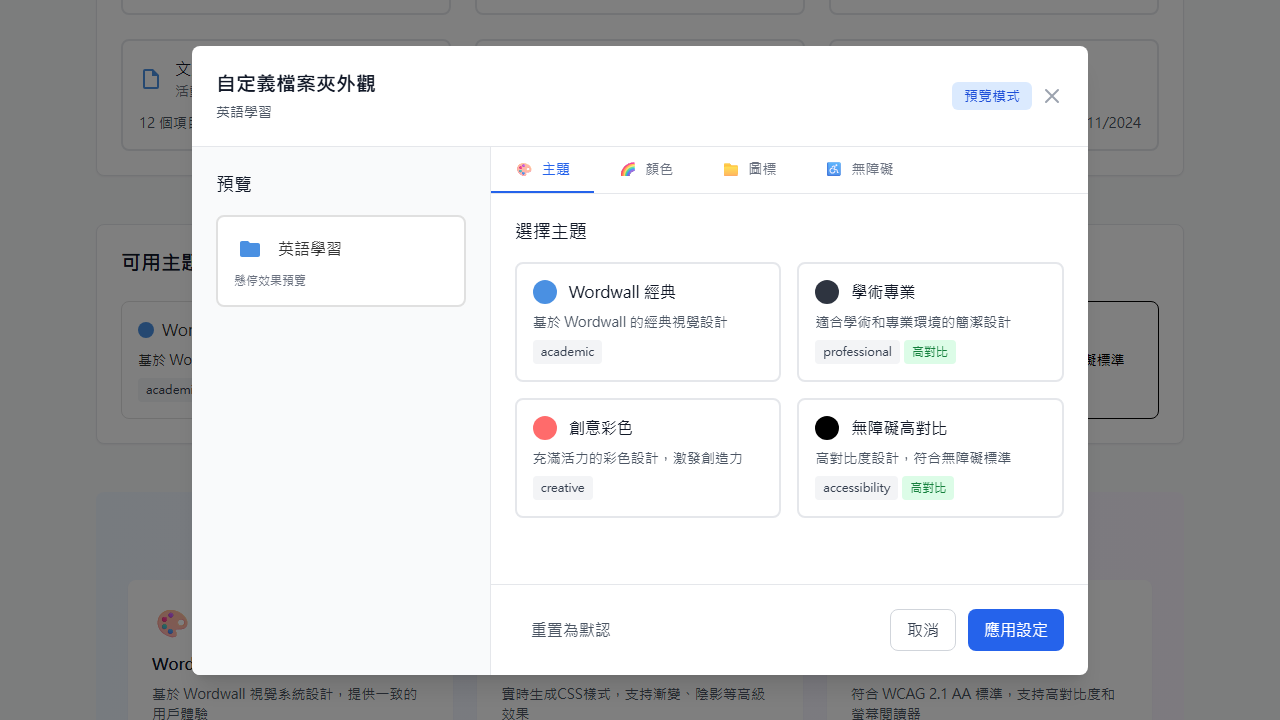 文
活
12 個項
11/2024
自定義檔案夾外觀
英語學習
預覽模式
預覽
英語學習
懸停效果預覽
主題
顏色
圖標
無障礙
選擇主題
Wordwall 經典
基於 Wordwall 的經典視覺設計
academic
學術專業
適合學術和專業環境的簡潔設計
professional
高對比
創意彩色
充滿活力的彩色設計，激發創造力
creative
無障礙高對比
高對比度設計，符合無障礙標準
accessibility
高對比
重置為默認
取消
應用設定
可用主題
Wor
基於 Wo
academi
礙標準
Word
基於 Wordwall 視覺系統設計，提供一致的
用戶體驗
實時生成CSS樣式，支持漸變、陰影等高級
效果
符合 WCAG 2.1 AA 標準，支持高對比度和
螢幕閱讀器